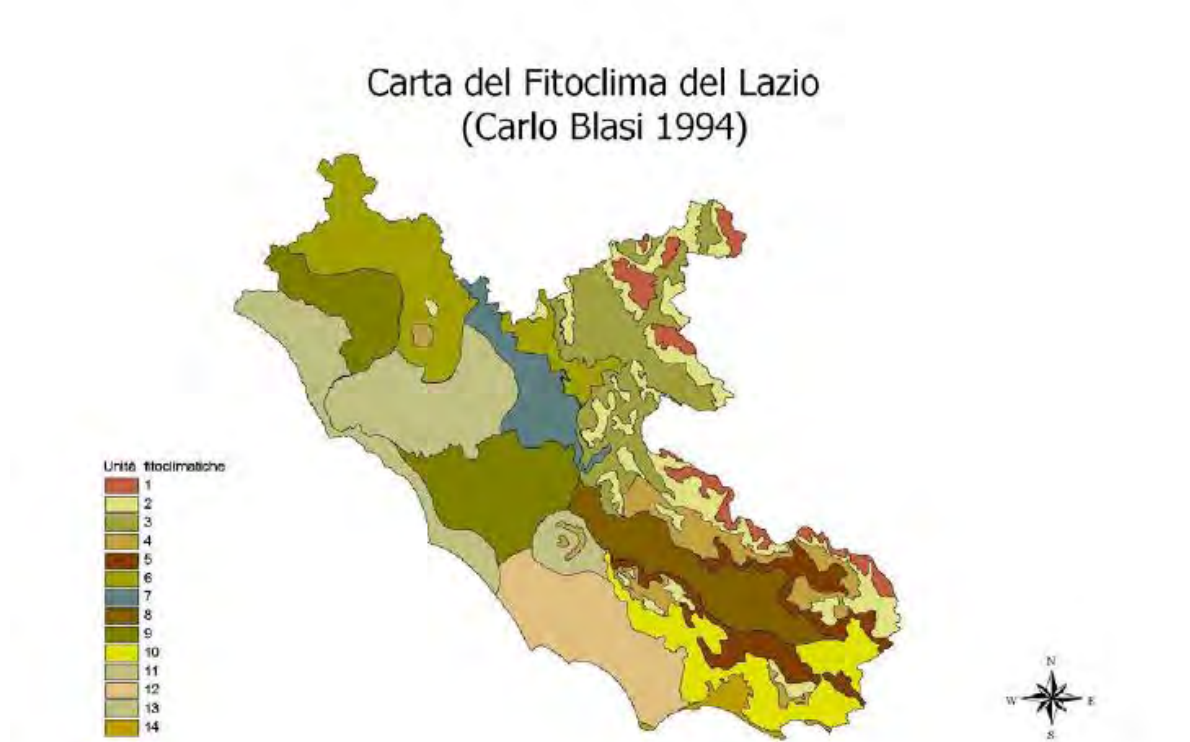 Carta del Fitoclima del Lazio
(Carlo Blasi 1994)
Unità fitoclimatiche
1
2
3
4
5
6
7
8
9
10
11
12
13
14
N
W E
S